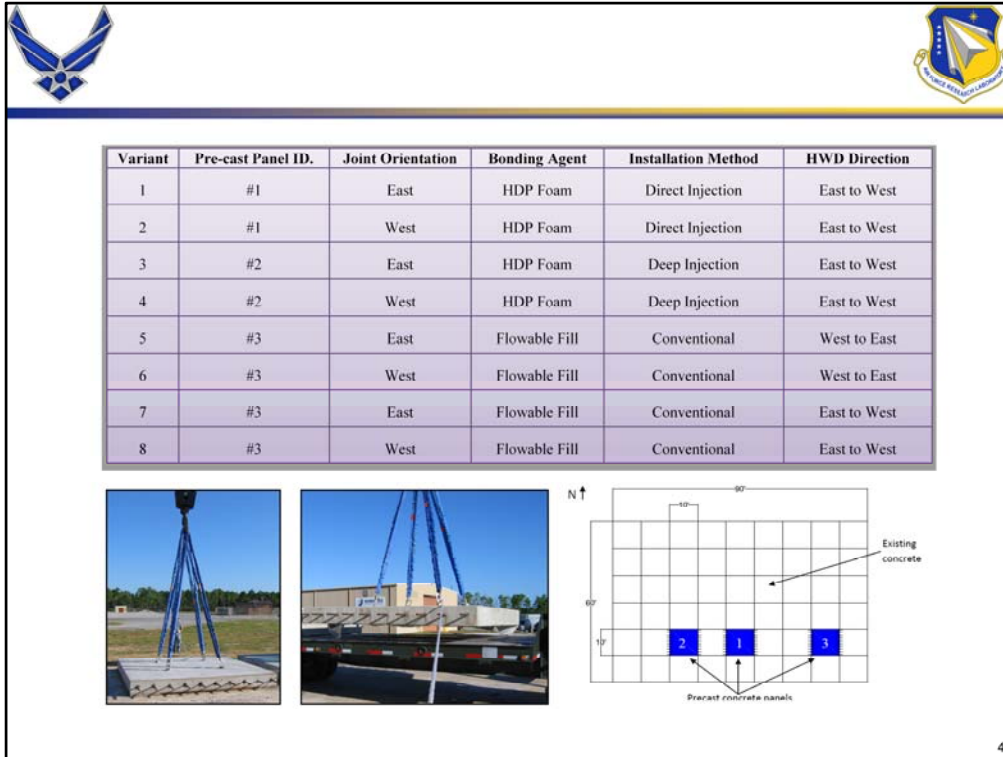 AIR FORCE RESEARCH LABORATORY
Variant Pre-cast Panel ID. Joint Orientation Bonding Agent Installation Method HWD Direction
1 #1 East HDP Foam Direct Injection East to West
2 #1 West HDP Foam Direct Injection East to West
3 #2 East HDP Foam Deep Injection East to West
4 #2 West HDP Foam Deep Injection East to West
5 #3 East Flowable Fill Conventional West to East
6 #3 West Flowable Fill Conventional West to East
7 #3 East Flowable Fill Conventional East to West
8 #3 West Flowable Fill Conventional East to West
N↑
90'
10'
Existing
concrete
60'
10'
2 1 3
Precast concrete panels
4